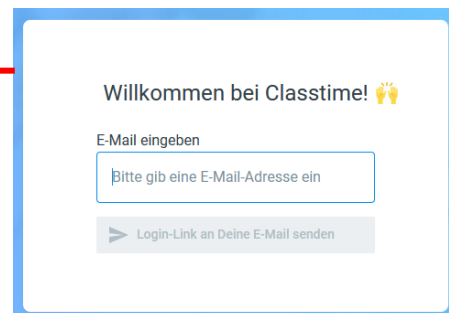 Willkommen bei Classtime! 🙌
E-Mail eingeben
Bitte gib eine E-Mail-Adresse ein
Login-Link an Deine E-Mail senden